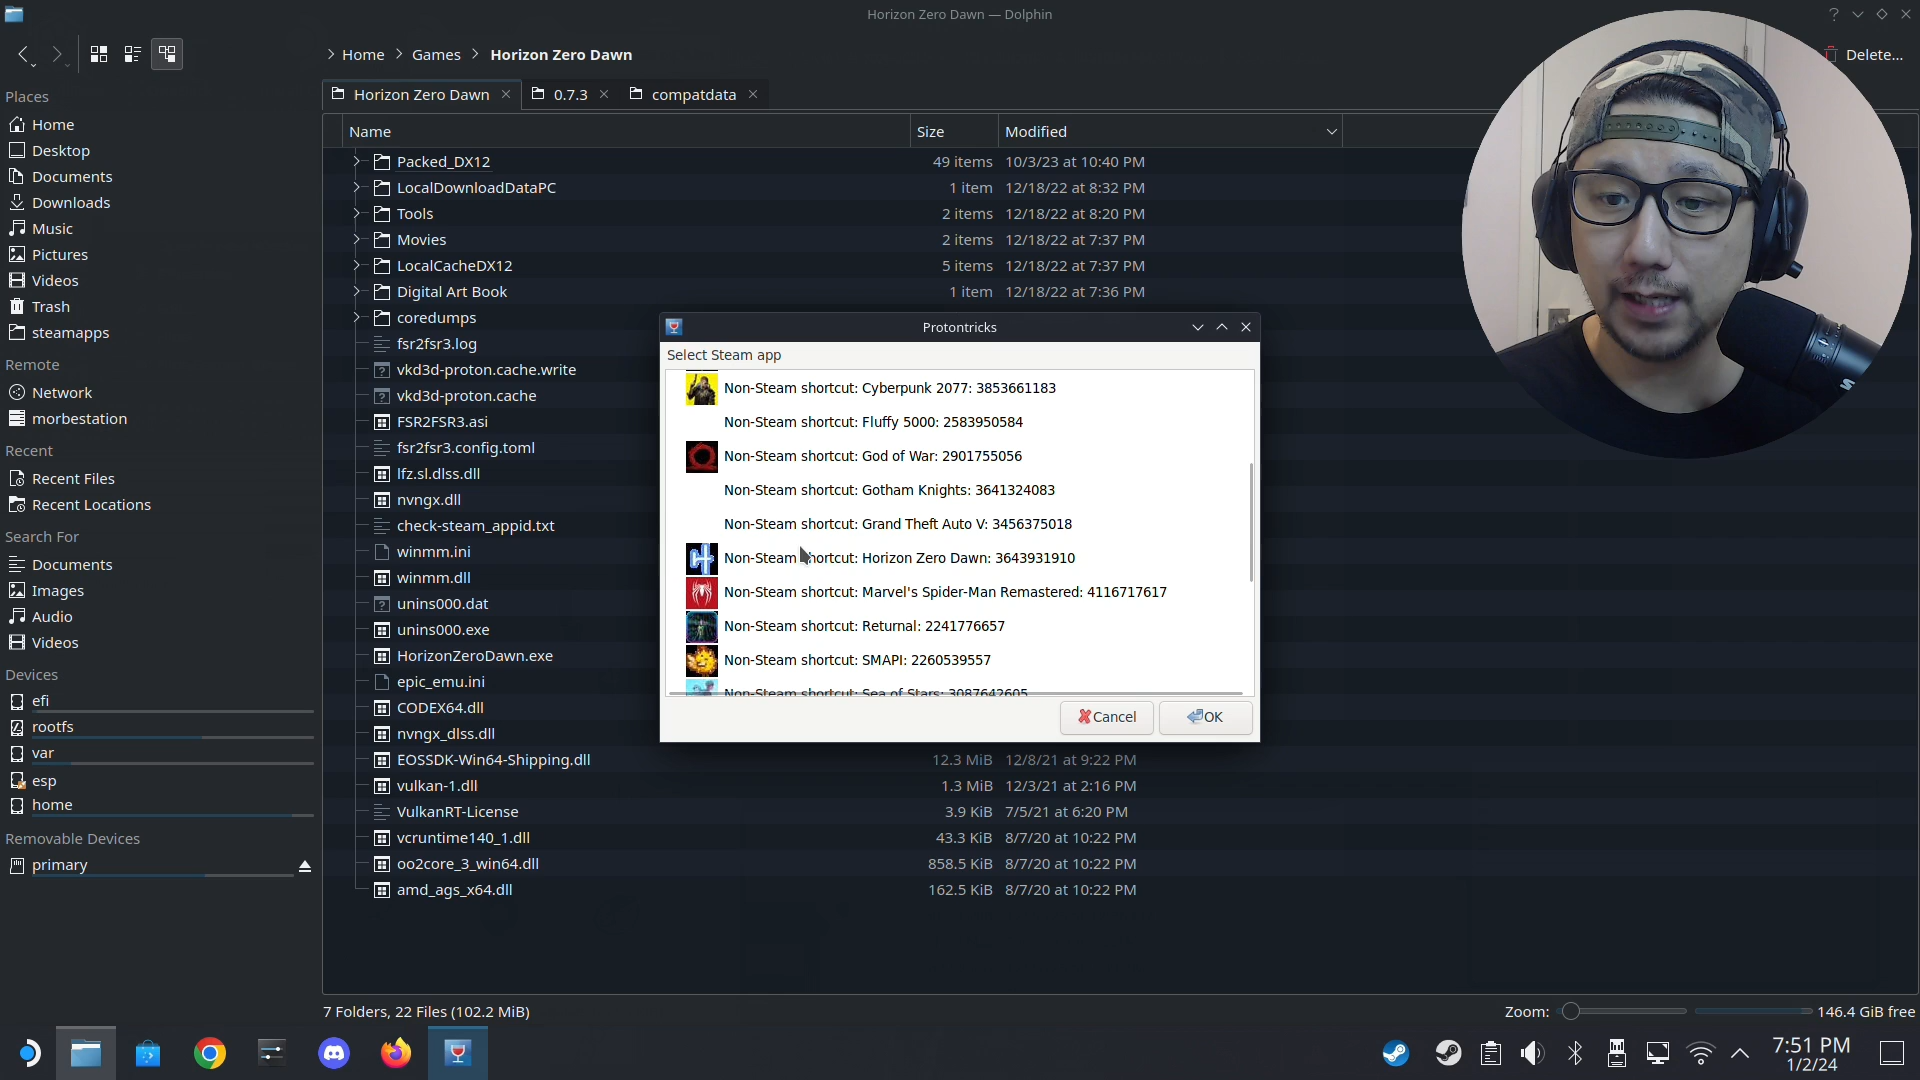 Horizon Zero Dawn — Dolphin
Home
Games
Horizon Zero Dawn
Delete...
Places
Home
Desktop
Documents
Downloads
Music
Pictures
Videos
Trash
steamapps
Remote
Network
morbestation
Recent
Recent Files
Recent Locations
Search For
Documents
Images
Audio
Videos
Devices
efi
rootfs
var
esp
home
Removable Devices
primary
Horizon Zero Dawn
0.7.3
compatdata
Name Size Modified
Packed_DX12 49 items 10/3/23 at 10:40 PM
LocalDownloadDataPC 1 item 12/18/22 at 8:32 PM
Tools 2 items 12/18/22 at 8:20 PM
Movies 2 items 12/18/22 at 7:37 PM
LocalCacheDX12 5 items 12/18/22 at 7:37 PM
Digital Art Book 1 item 12/18/22 at 7:36 PM
coredumps
fsr2fsr3.log
vkd3d-proton.cache.write
vkd3d-proton.cache
FSR2FSR3.asi
fsr2fsr3.config.toml
lfz.sl.dlss.dll
nvngx.dll
check-steam_appid.txt
winmm.ini
winmm.dll
unins000.dat
unins000.exe
HorizonZeroDawn.exe
epic_emu.ini
CODEX64.dll
nvngx_dlss.dll
EOSSDK-Win64-Shipping.dll 12.3 MiB 12/8/21 at 9:22 PM
vulkan-1.dll 1.3 MiB 12/3/21 at 2:16 PM
VulkanRT-License 3.9 KiB 7/5/21 at 6:20 PM
vcruntime140_1.dll 43.3 KiB 8/7/20 at 10:22 PM
oo2core_3_win64.dll 858.5 KiB 8/7/20 at 10:22 PM
amd_ags_x64.dll 162.5 KiB 8/7/20 at 10:22 PM
Protontricks
Select Steam app
Non-Steam shortcut: Cyberpunk 2077: 3853661183
Non-Steam shortcut: Fluffy 5000: 2583950584
Non-Steam shortcut: God of War: 2901755056
Non-Steam shortcut: Gotham Knights: 3641324083
Non-Steam shortcut: Grand Theft Auto V: 3456375018
Non-Steam shortcut: Horizon Zero Dawn: 3643931910
Non-Steam shortcut: Marvel's Spider-Man Remastered: 4116717617
Non-Steam shortcut: Returnal: 2241776657
Non-Steam shortcut: SMAPI: 2260539557
Non-Steam shortcut: Sea of Stars: 3087642605
Cancel
OK
7 Folders, 22 Files (102.2 MiB)
Zoom:
146.4 GiB free
7:51 PM
1/2/24